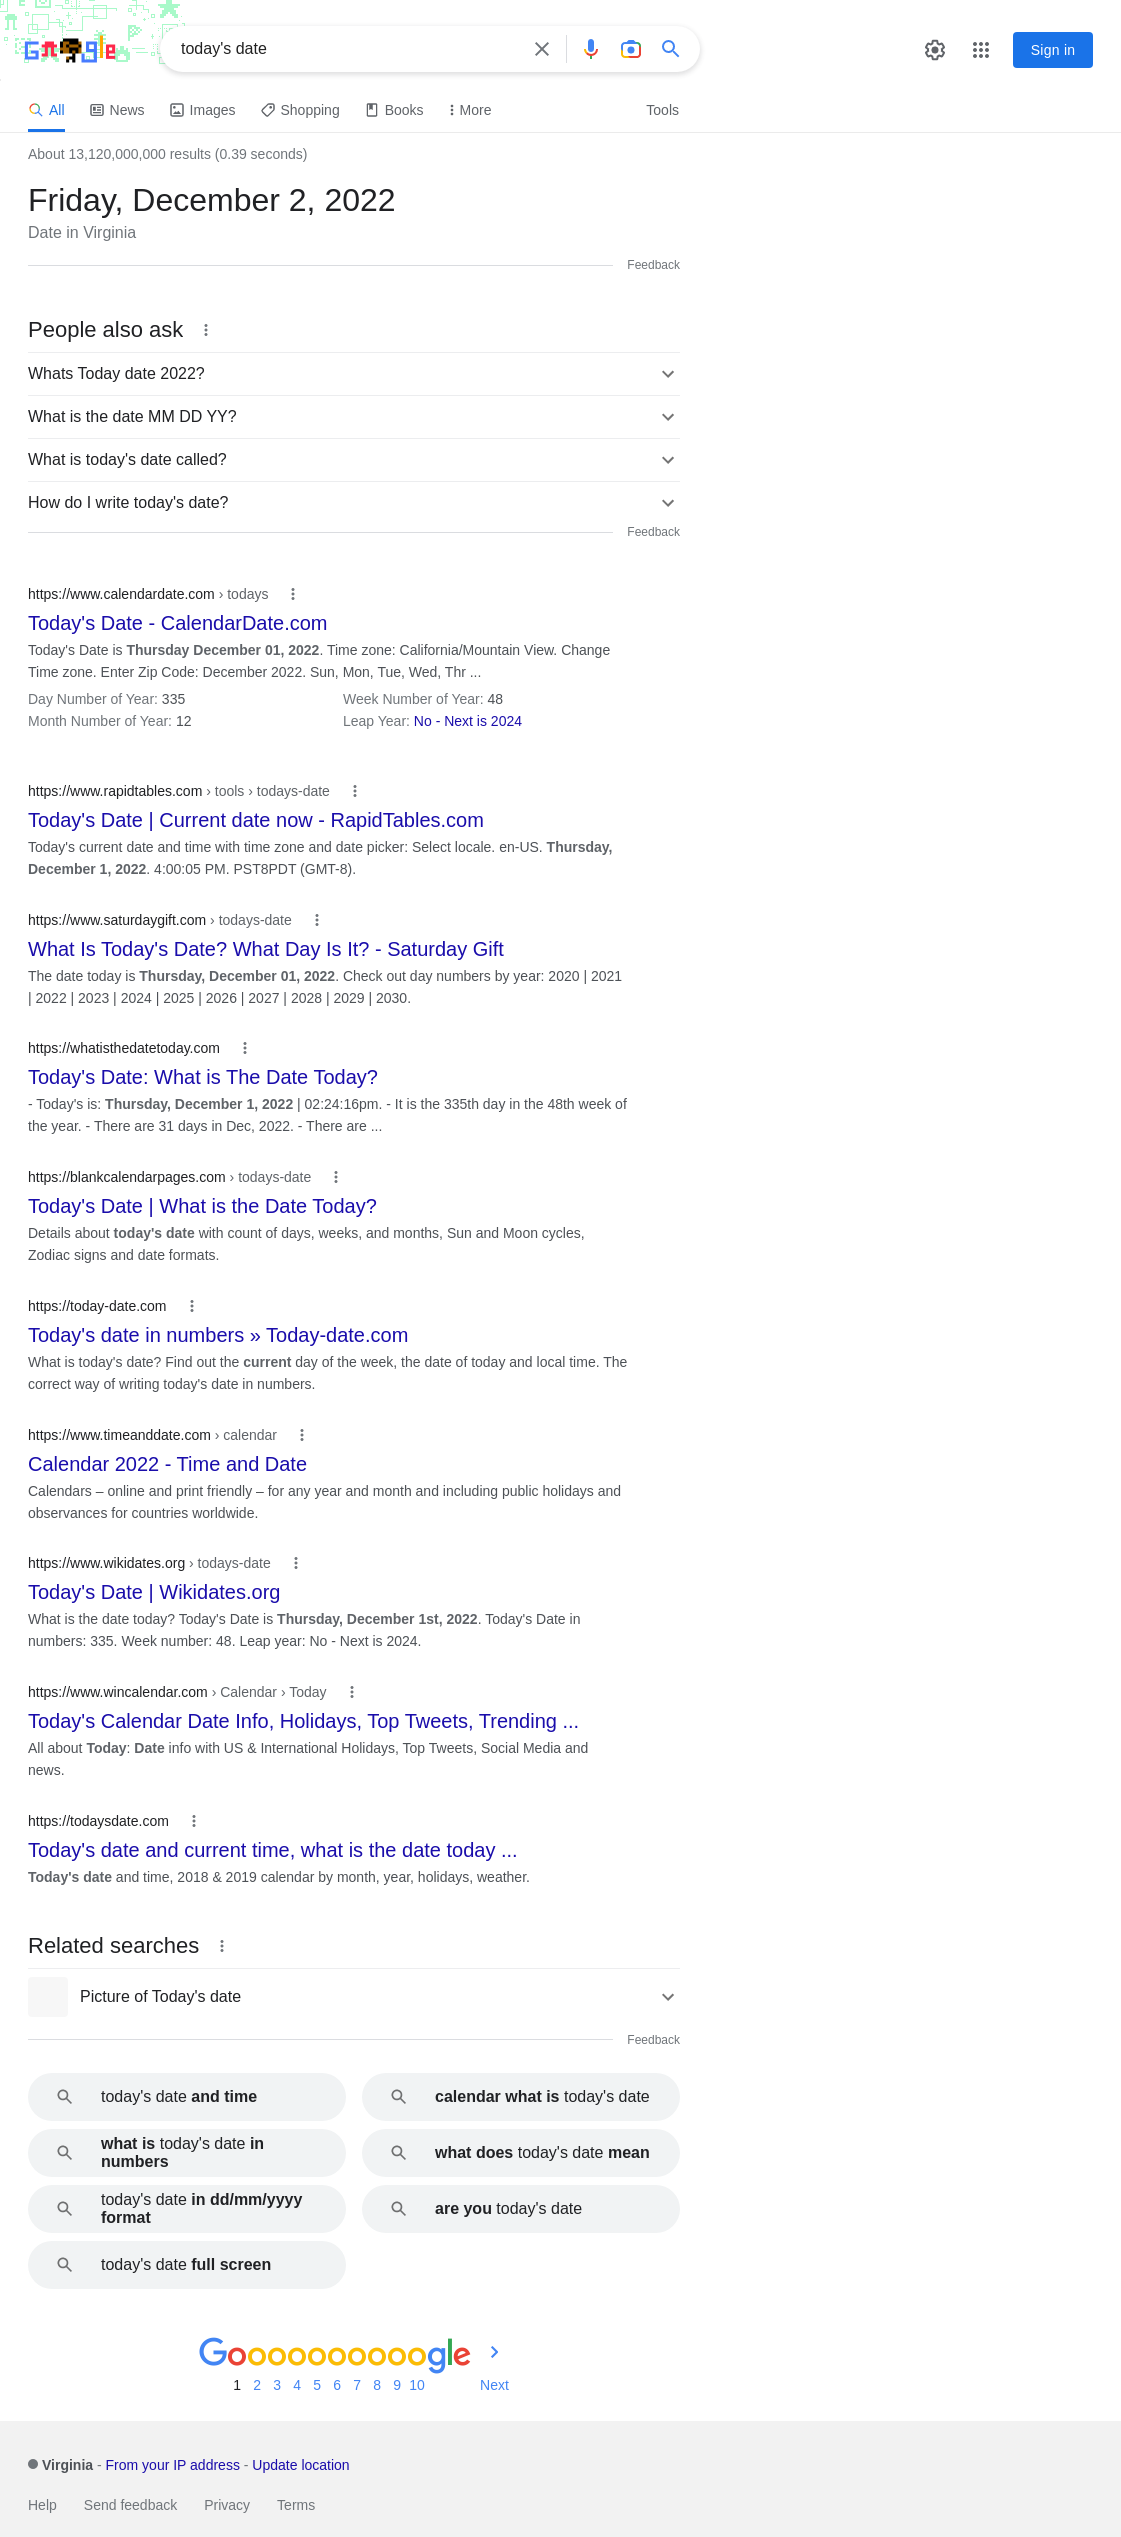 Google
today's date
Sign in
All
News
Images
Shopping
Books
More
Tools
About 13,120,000,000 results (0.39 seconds)
Friday, December 2, 2022
Date in Virginia
Feedback
People also ask
Whats Today date 2022?
What is the date MM DD YY?
What is today's date called?
How do I write today's date?
Feedback
https://www.calendardate.com › todays
Today's Date - CalendarDate.com
Today's Date is Thursday December 01, 2022. Time zone: California/Mountain View. Change
Time zone. Enter Zip Code: December 2022. Sun, Mon, Tue, Wed, Thr ...
Day Number of Year: 335
Week Number of Year: 48
Month Number of Year: 12
Leap Year: No - Next is 2024
https://www.rapidtables.com › tools › todays-date
Today's Date | Current date now - RapidTables.com
Today's current date and time with time zone and date picker: Select locale. en-US. Thursday,
December 1, 2022. 4:00:05 PM. PST8PDT (GMT-8).
https://www.saturdaygift.com › todays-date
What Is Today's Date? What Day Is It? - Saturday Gift
The date today is Thursday, December 01, 2022. Check out day numbers by year: 2020 | 2021
| 2022 | 2023 | 2024 | 2025 | 2026 | 2027 | 2028 | 2029 | 2030.
https://whatisthedatetoday.com
Today's Date: What is The Date Today?
- Today's is: Thursday, December 1, 2022 | 02:24:16pm. - It is the 335th day in the 48th week of
the year. - There are 31 days in Dec, 2022. - There are ...
https://blankcalendarpages.com › todays-date
Today's Date | What is the Date Today?
Details about today's date with count of days, weeks, and months, Sun and Moon cycles,
Zodiac signs and date formats.
https://today-date.com
Today's date in numbers » Today-date.com
What is today's date? Find out the current day of the week, the date of today and local time. The
correct way of writing today's date in numbers.
https://www.timeanddate.com › calendar
Calendar 2022 - Time and Date
Calendars – online and print friendly – for any year and month and including public holidays and
observances for countries worldwide.
https://www.wikidates.org › todays-date
Today's Date | Wikidates.org
What is the date today? Today's Date is Thursday, December 1st, 2022. Today's Date in
numbers: 335. Week number: 48. Leap year: No - Next is 2024.
https://www.wincalendar.com › Calendar › Today
Today's Calendar Date Info, Holidays, Top Tweets, Trending ...
All about Today: Date info with US & International Holidays, Top Tweets, Social Media and
news.
https://todaysdate.com
Today's date and current time, what is the date today ...
Today's date and time, 2018 & 2019 calendar by month, year, holidays, weather.
Related searches
Picture of Today's date
Feedback
today's date and time
calendar what is today's date
what is today's date in
numbers
what does today's date mean
today's date in dd/mm/yyyy
format
are you today's date
today's date full screen
Goooooooooogle
1 2 3 4 5 6 7 8 9 10 Next
Virginia - From your IP address - Update location
Help
Send feedback
Privacy
Terms